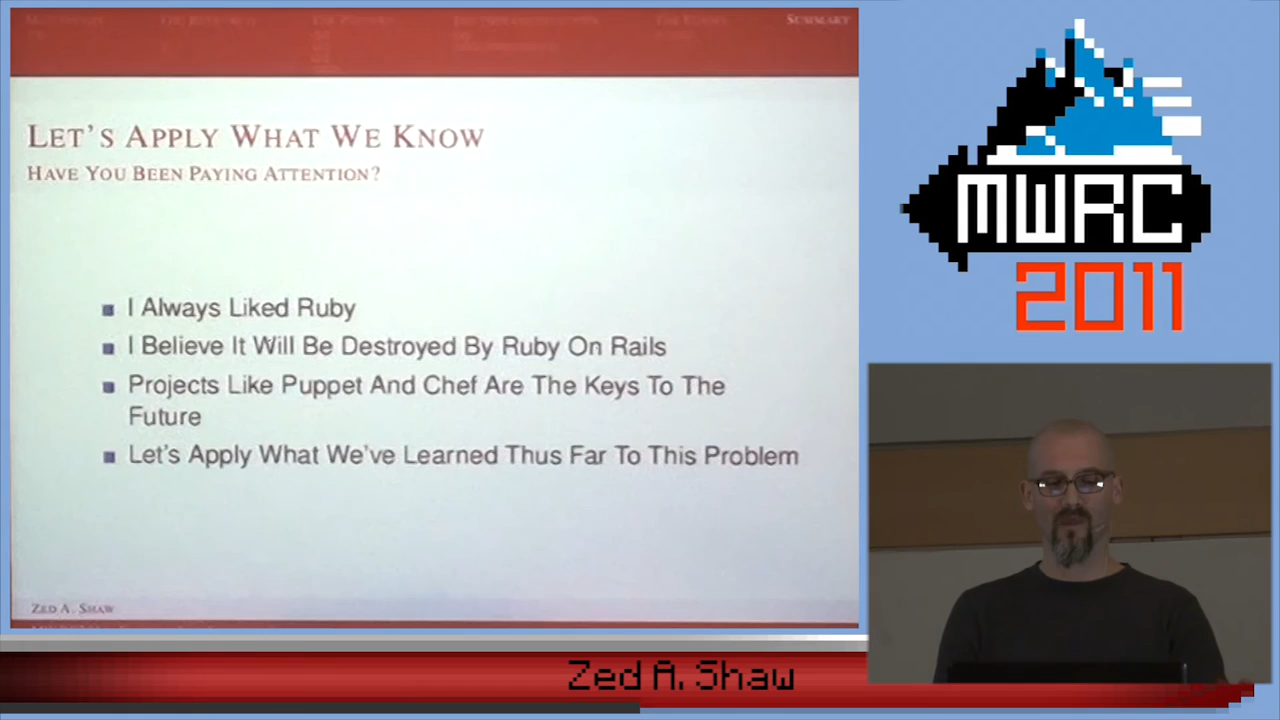 SUMMARY
LET'S APPLY WHAT WE KNOW
HAVE YOU BEEN PAYING ATTENTION?
I Always Liked Ruby
I Believe It Will Be Destroyed By Ruby On Rails
Projects Like Puppet And Chef Are The Keys To The
Future
Let's Apply What We've Learned Thus Far To This Problem
ZED A. SHAW
MWRC
2011
Zed A. Shaw